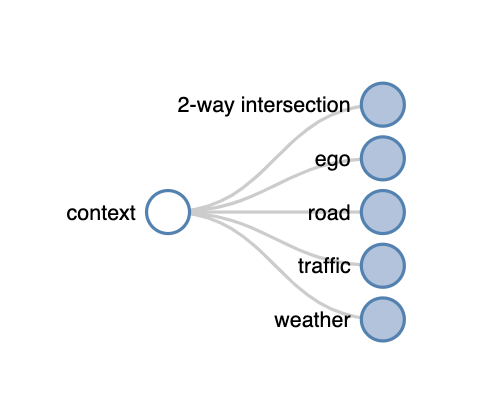 2-way intersection
ego
context
road
traffic
weather